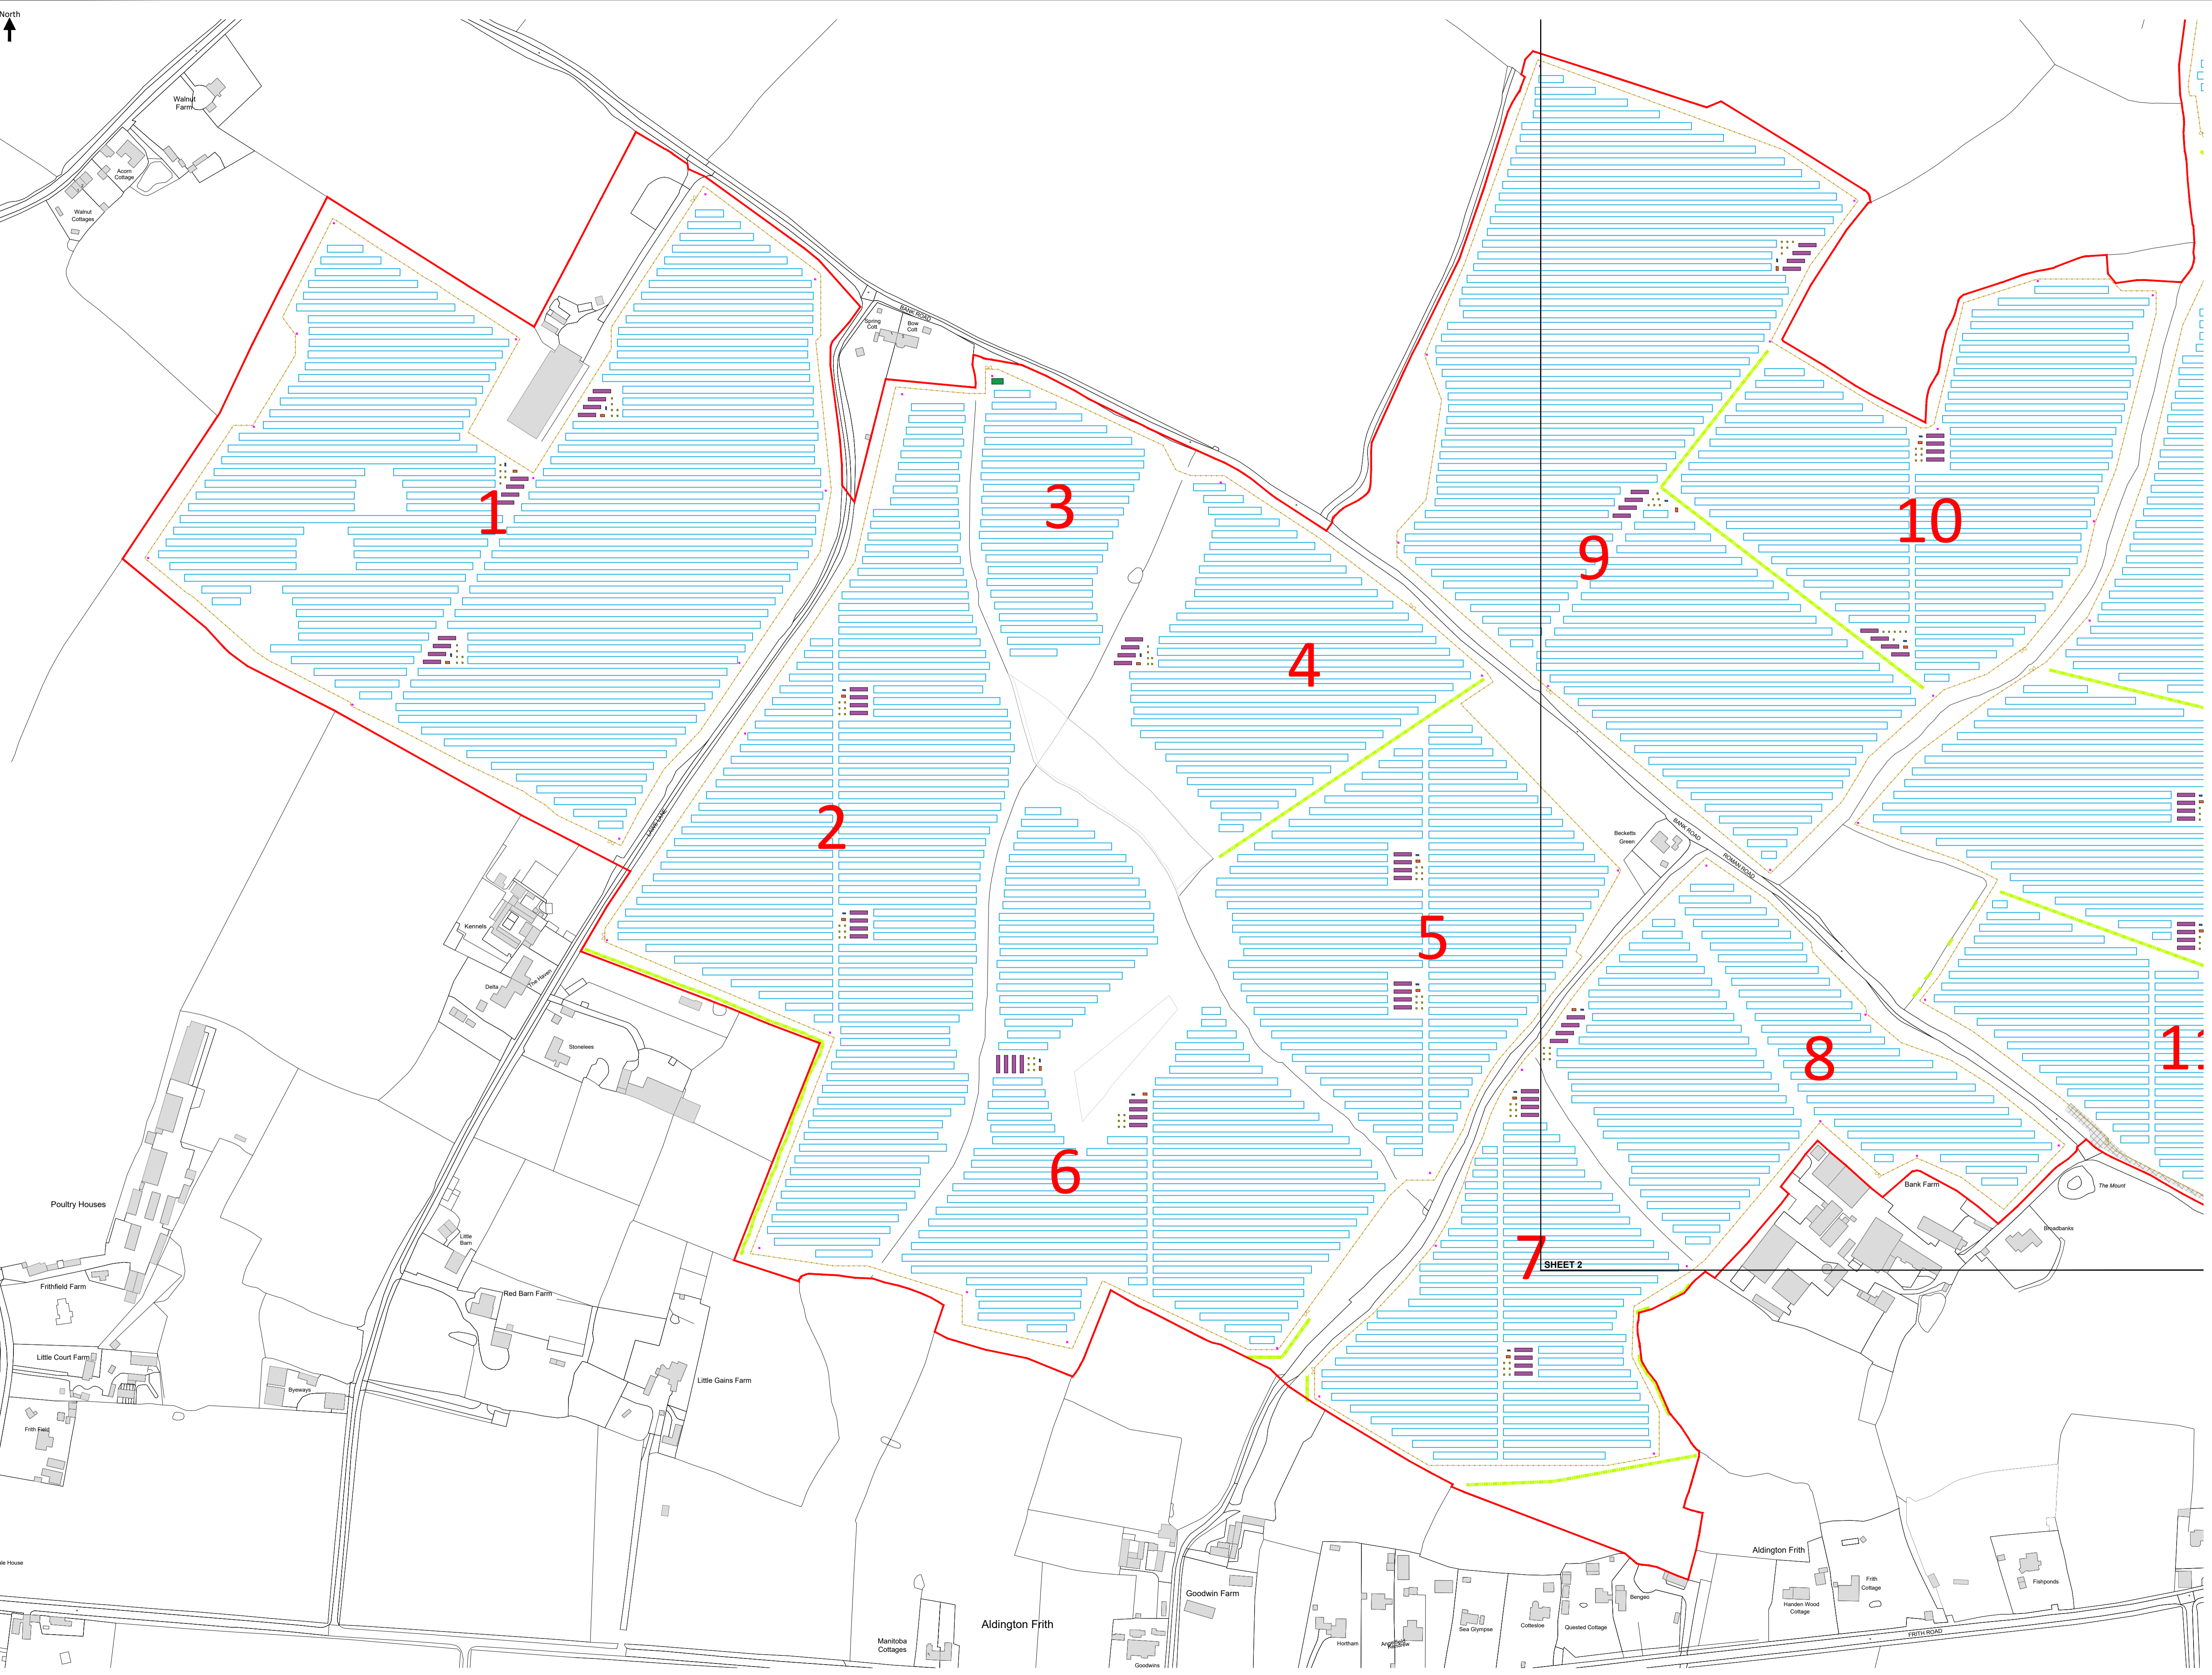 North
Walnut
Farm
Acorn
Cottage
Walnut
Cottages
BANK ROAD
Spring
Cott
Bow
Cott
1
3
10
9
4
2
LAWS LANE
BANK ROAD
Becketts
Green
ROMAN ROAD
Kennels
5
The Haven
Delta
Stonelees
8
Poultry Houses
6
Bank Farm
The Mount
Little
Barn
Broadbanks
7
SHEET 2
Frithfield Farm
Red Barn Farm
Little Court Farm
Little Gains Farm
Byeways
Frith Field
Aldington Frith
Goodwin Farm
Frith
Cottage
Fishponds
Handen Wood
Cottage
Bengeo
Aldington Frith
Sea Glympse
Cottesloe
Quested Cottage
Manitoba
Cottages
Hortham
FRITH ROAD
Goodwins